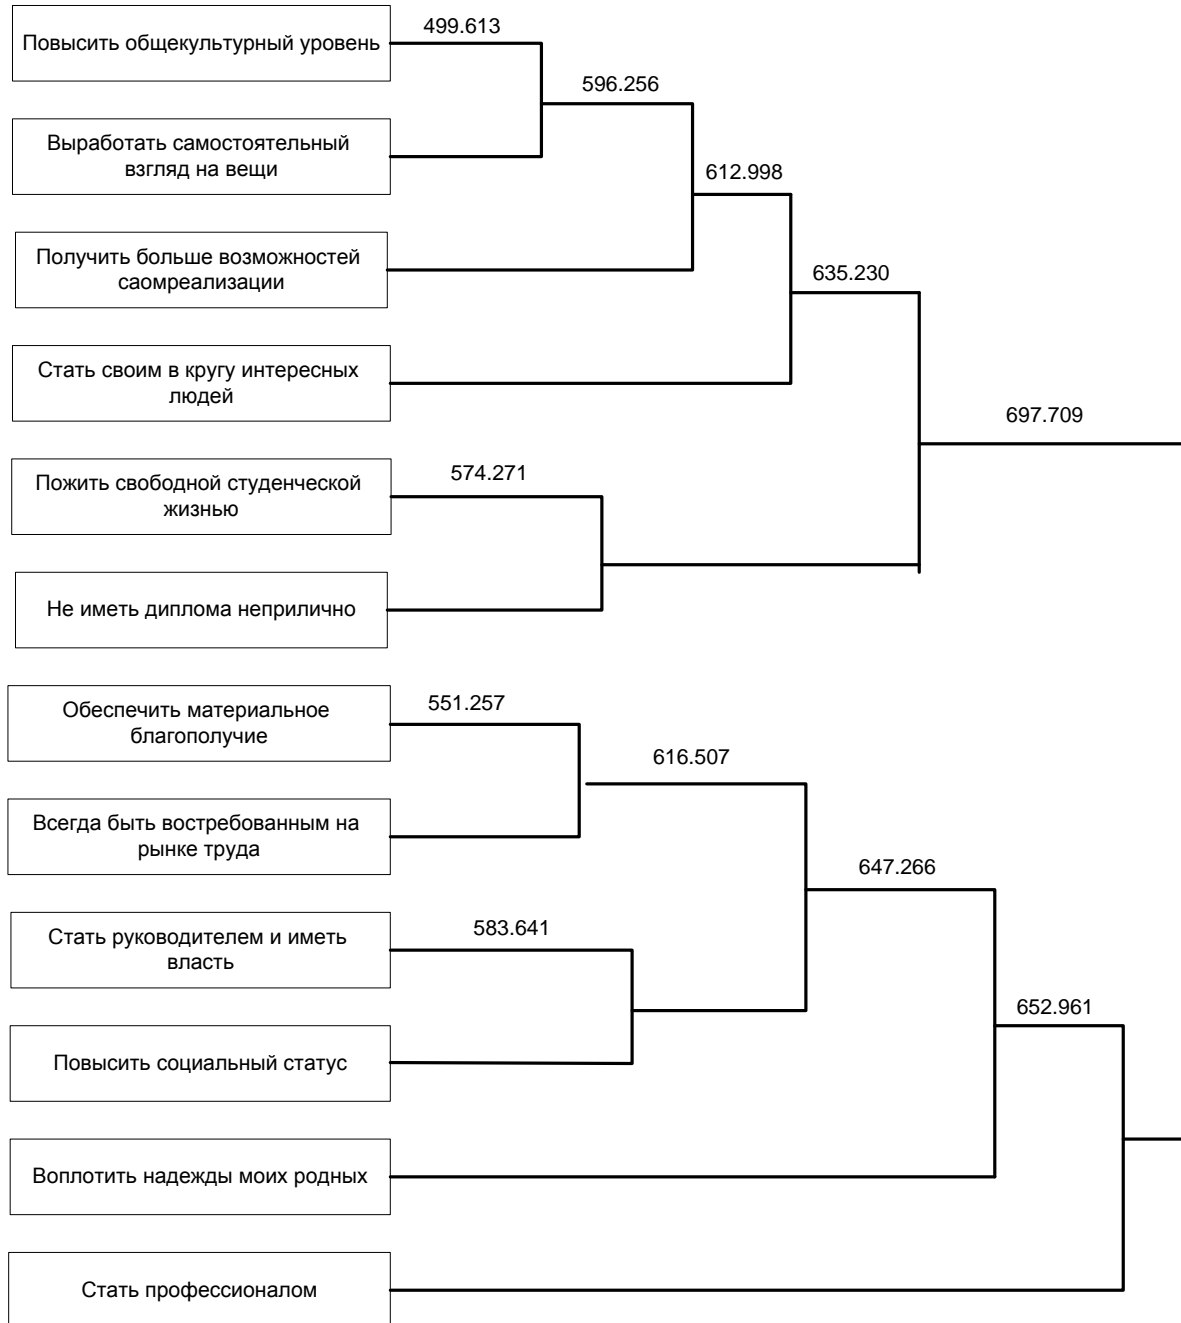 499.613
Повысить общекультурный уровень
596.256
Выработать самостоятельный
взгляд на вещи
612.998
Получить больше возможностей
саомреализации
635.230
Стать своим в кругу интересных
людей
697.709
Пожить свободной студенческой
жизнью
574.271
Не иметь диплома неприлично
551.257
Обеспечить материальное
благополучие
616.507
Всегда быть востребованным на
рынке труда
647.266
Стать руководителем и иметь
власть
583.641
652.961
Повысить социальный статус
Воплотить надежды моих родных
Стать профессионалом